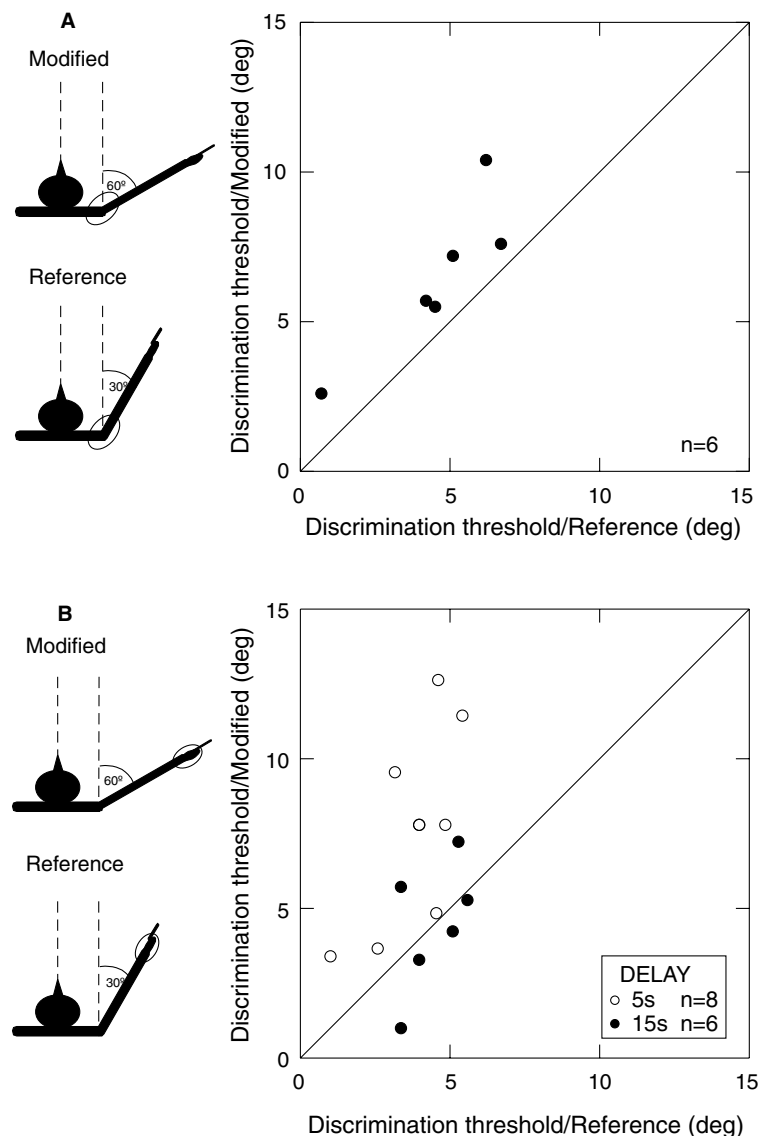 A
Modified
60º
Reference
30º
Discrimination threshold/Modified (deg)
15
10
5
0
n=6
0 5 10 15
Discrimination threshold/Reference (deg)
B
Modified
60º
Reference
30º
Discrimination threshold/Modified (deg)
15
10
5
0
DELAY
5s n=8
15s n=6
0 5 10 15
Discrimination threshold/Reference (deg)